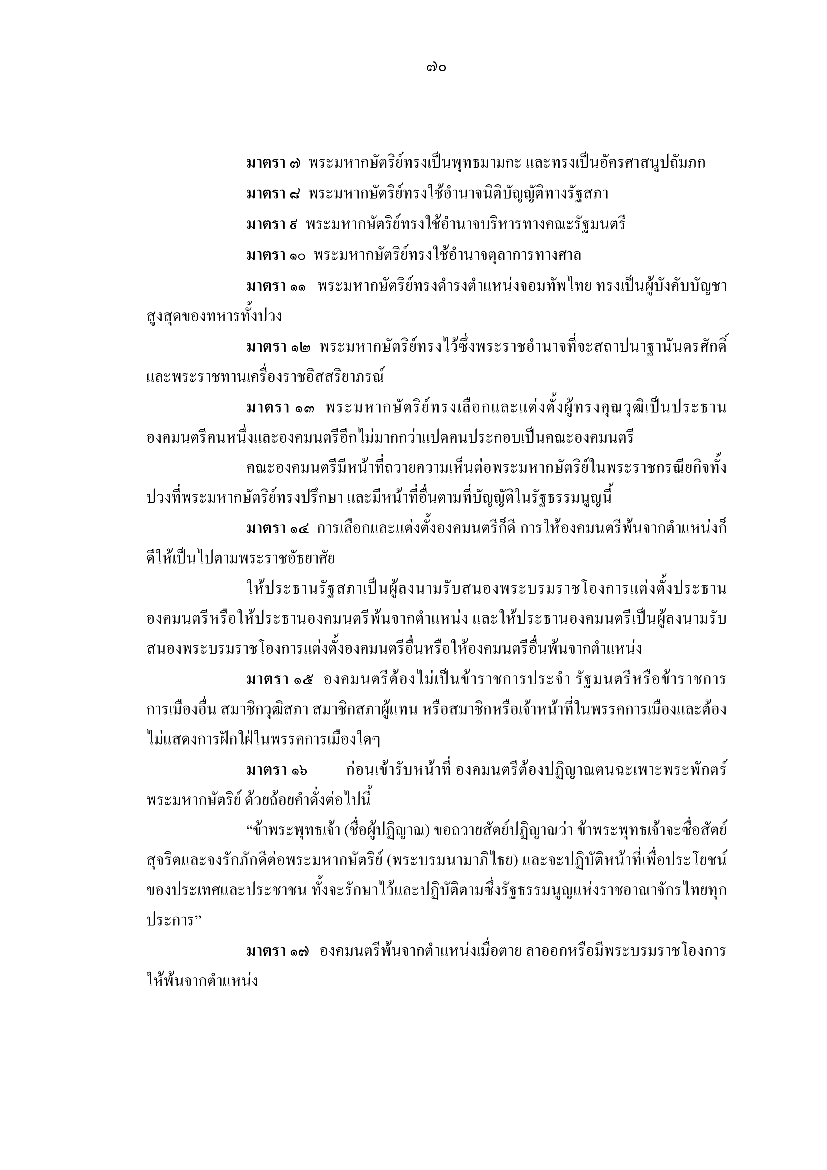 ๗๐
มาตรา ๗ พระมหากษัตริย์ทรงเป็นพุทธมามกะ และทรงเป็นอัครศาสนูปถัมภก
มาตรา ๘ พระมหากษัตริย์ทรงใช้อำนาจนิติบัญญัติทางรัฐสภา
มาตรา ๙ พระมหากษัตริย์ทรงใช้อำนาจบริหารทางคณะรัฐมนตรี
มาตรา ๑๐ พระมหากษัตริย์ทรงใช้อำนาจตุลาการทางศาล
มาตรา ๑๑ พระมหากษัตริย์ทรงดำรงตำแหน่งจอมทัพไทย ทรงเป็นผู้บังคับบัญชา
สูงสุดของทหารทั้งปวง
มาตรา ๑๒ พระมหากษัตริย์ทรงไว้ซึ่งพระราชอำนาจที่จะสถาปนาฐานันดรศักดิ์
และพระราชทานเครื่องราชอิสสริยาภรณ์
มาตรา ๑๓ พระมหากษัตริย์ทรงเลือกและแต่งตั้งผู้ทรงคุณวุฒิเป็นประธาน
องคมนตรีคนหนึ่งและองคมนตรีอีกไม่มากกว่าแปดคนประกอบเป็นคณะองคมนตรี
คณะองคมนตรีมีหน้าที่ถวายความเห็นต่อพระมหากษัตริย์ในพระราชกรณียกิจทั้ง
ปวงที่พระมหากษัตริย์ทรงปรึกษา และมีหน้าที่อื่นตามที่บัญญัติในรัฐธรรมนูญนี้
มาตรา ๑๔ การเลือกและแต่งตั้งองคมนตรีก็ดี การให้องคมนตรีพ้นจากตำแหน่งก็
ดีให้เป็นไปตามพระราชอัธยาศัย
ให้ประธานรัฐสภาเป็นผู้ลงนามรับสนองพระบรมราชโองการแต่งตั้งประธาน
องคมนตรีหรือให้ประธานองคมนตรีพ้นจากตำแหน่ง และให้ประธานองคมนตรีเป็นผู้ลงนามรับ
สนองพระบรมราชโองการแต่งตั้งองคมนตรีอื่นหรือให้องคมนตรีอื่นพ้นจากตำแหน่ง
มาตรา ๑๕ องคมนตรีต้องไม่เป็นข้าราชการประจำ รัฐมนตรีหรือข้าราชการ
การเมืองอื่น สมาชิกวุฒิสภา สมาชิกสภาผู้แทน หรือสมาชิกหรือเจ้าหน้าที่ในพรรคการเมืองและต้อง
ไม่แสดงการฝักใฝ่ในพรรคการเมืองใดๆ
มาตรา ๑๖ ก่อนเข้ารับหน้าที่ องคมนตรีต้องปฏิญาณตนฉะเพาะพระพักตร์
พระมหากษัตริย์ ด้วยถ้อยคำดั่งต่อไปนี้
“ข้าพระพุทธเจ้า (ชื่อผู้ปฏิญาณ) ขอถวายสัตย์ปฏิญาณว่า ข้าพระพุทธเจ้าจะซื่อสัตย์
สุจริตและจงรักภักดีต่อพระมหากษัตริย์ (พระบรมนามาภิไธย) และจะปฏิบัติหน้าที่เพื่อประโยชน์
ของประเทศและประชาชน ทั้งจะรักษาไว้และปฏิบัติตามซึ่งรัฐธรรมนูญแห่งราชอาณาจักรไทยทุก
ประการ”
มาตรา ๑๗ องคมนตรีพ้นจากตำแหน่งเมื่อตาย ลาออกหรือมีพระบรมราชโองการ
ให้พ้นจากตำแหน่ง